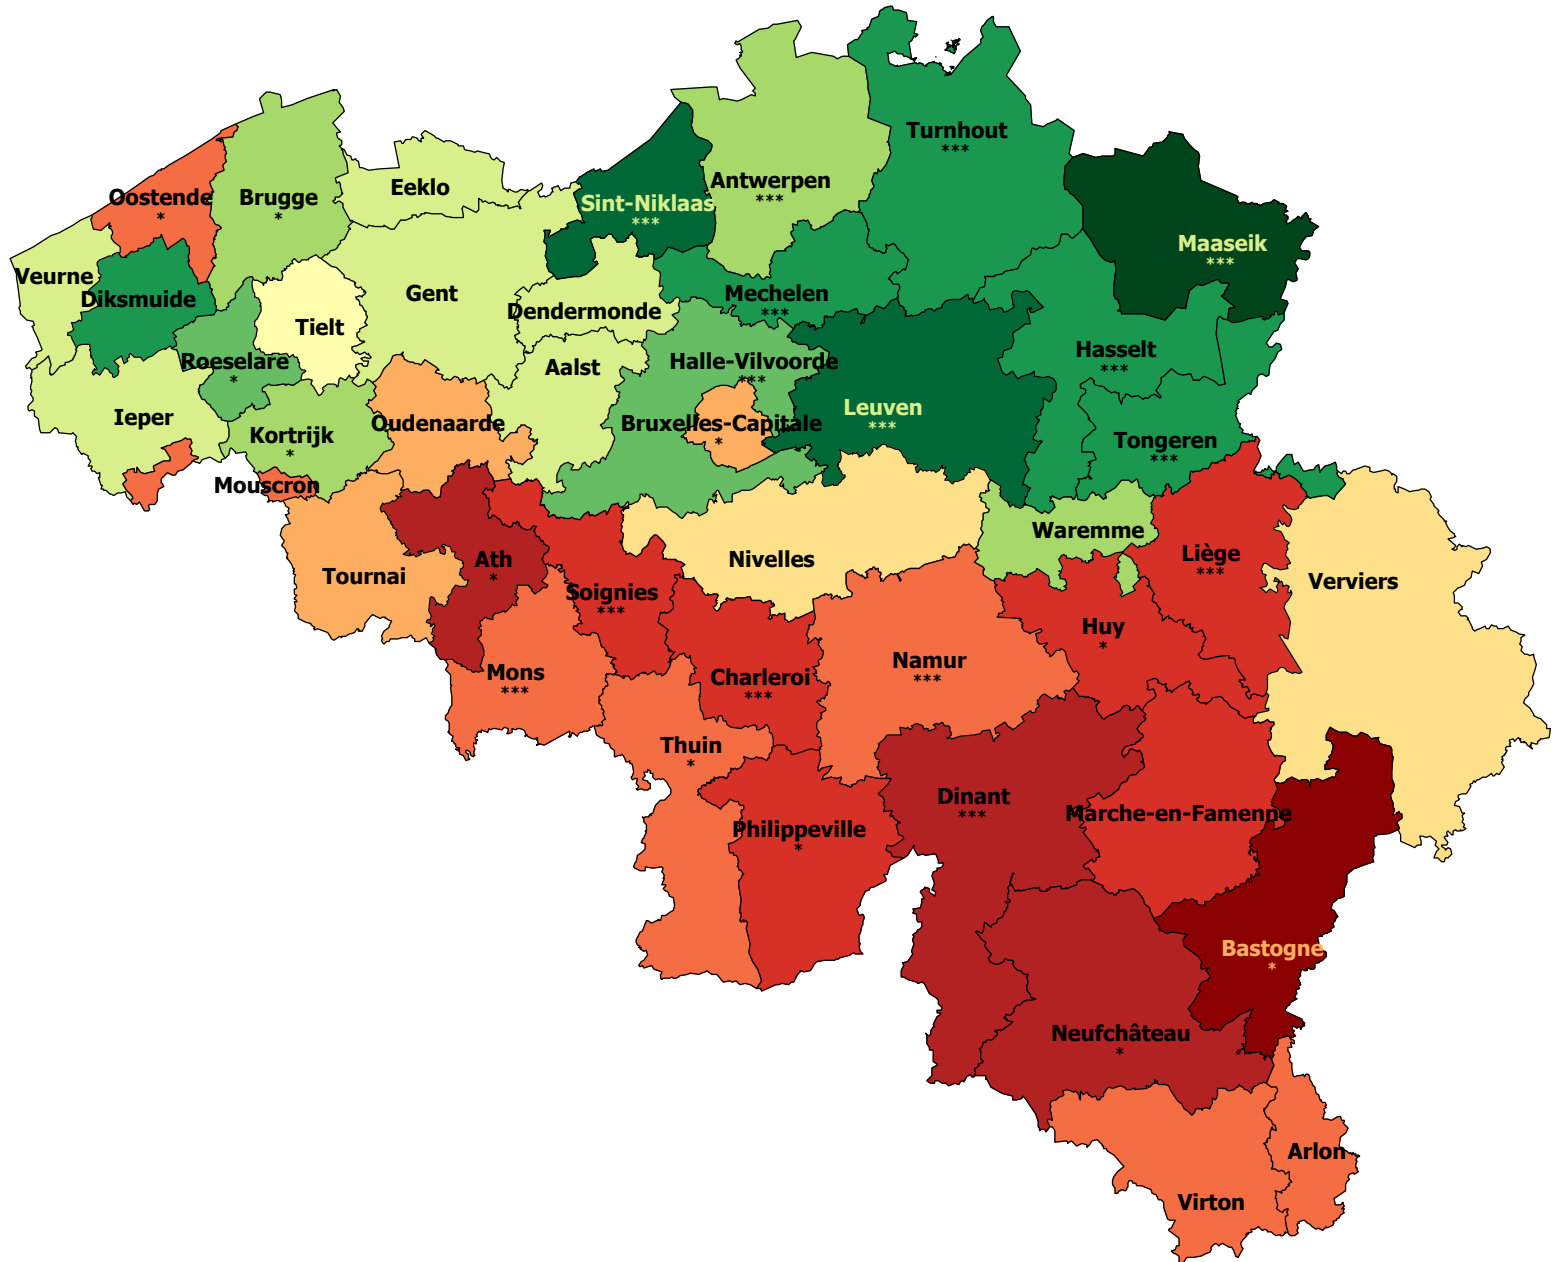 Turnhout
***
Antwerpen
***
Eeklo
Oostende
*
Brugge
*
Sint-Niklaas
***
Maaseik
***
Veurne
Diksmuide
Gent
Mechelen
***
Dendermonde
Tielt
Hasselt
***
Roeselare
*
Aalst
Halle-Vilvoorde
***
Leuven
***
Ieper
Oudenaarde
Bruxelles-Capitale
*
Kortrijk
*
Tongeren
***
Mouscron
Waremme
Liège
***
Ath
*
Nivelles
Tournai
Verviers
Soignies
***
Huy
*
Namur
***
Mons
***
Charleroi
***
Thuin
*
Dinant
***
Marche-en-Famenne
Philippeville
*
Bastogne
*
Neufchâteau
*
Arlon
Virton